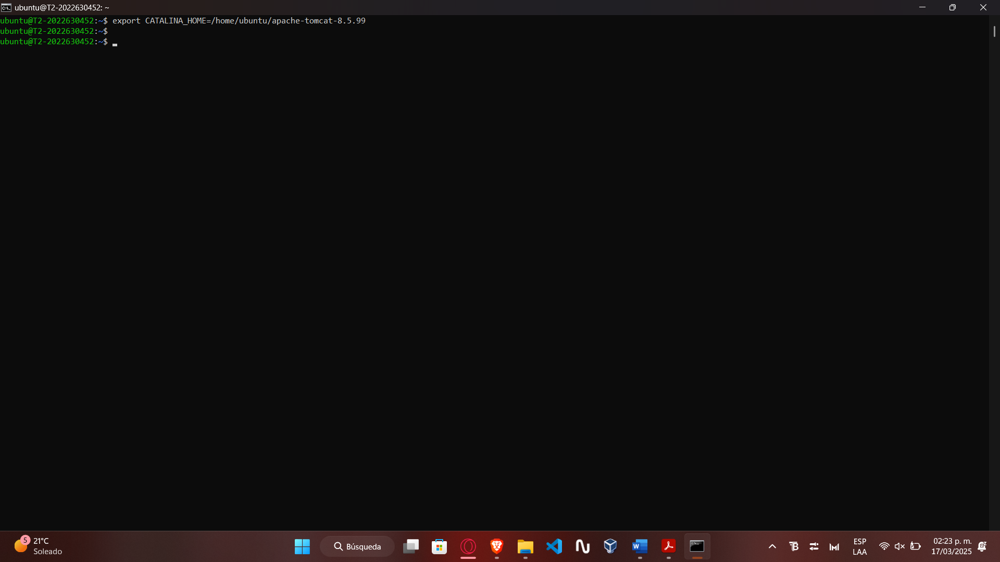 ubuntu@T2-2022630452: ~
ubuntu@T2-2022630452:~$ export CATALINA_HOME=/home/ubuntu/apache-tomcat-8.5.99
ubuntu@T2-2022630452:~$
ubuntu@T2-2022630452:~$
5
21°C
Soleado
Búsqueda
ESP
LAA
02:23 p. m.
17/03/2025